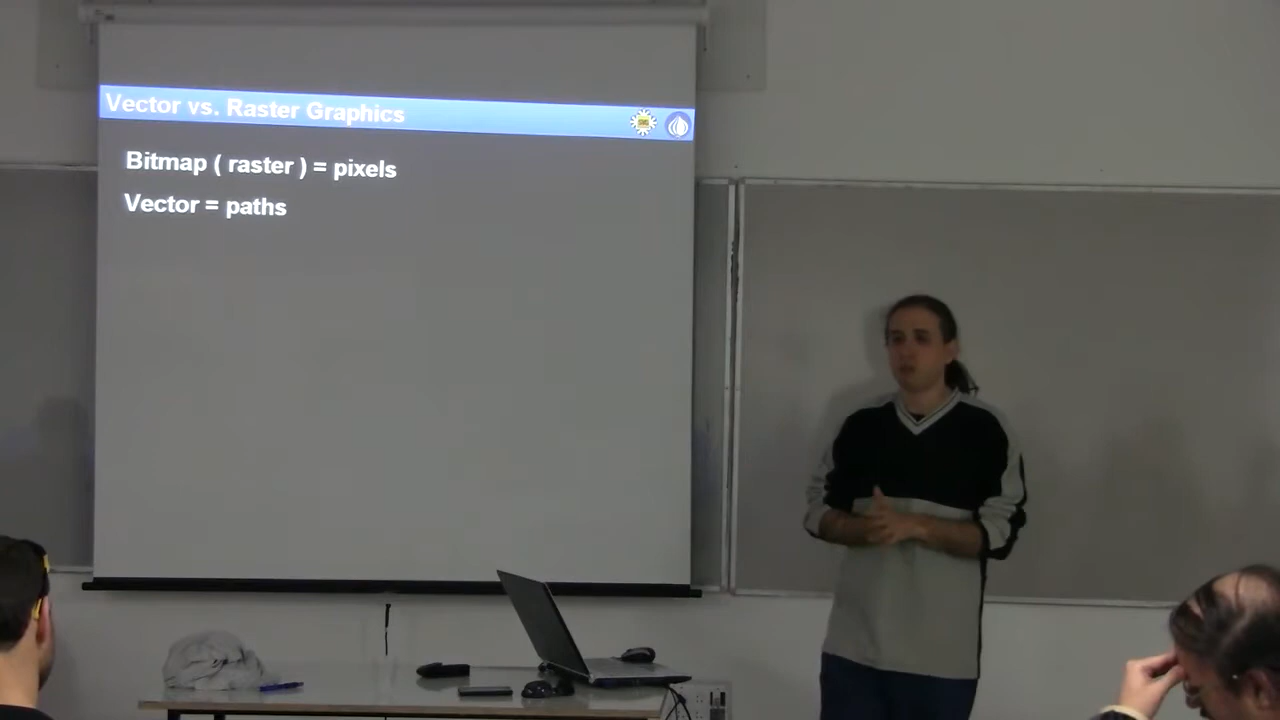 Vector vs. Raster Graphics
Bitmap ( raster ) = pixels
Vector = paths